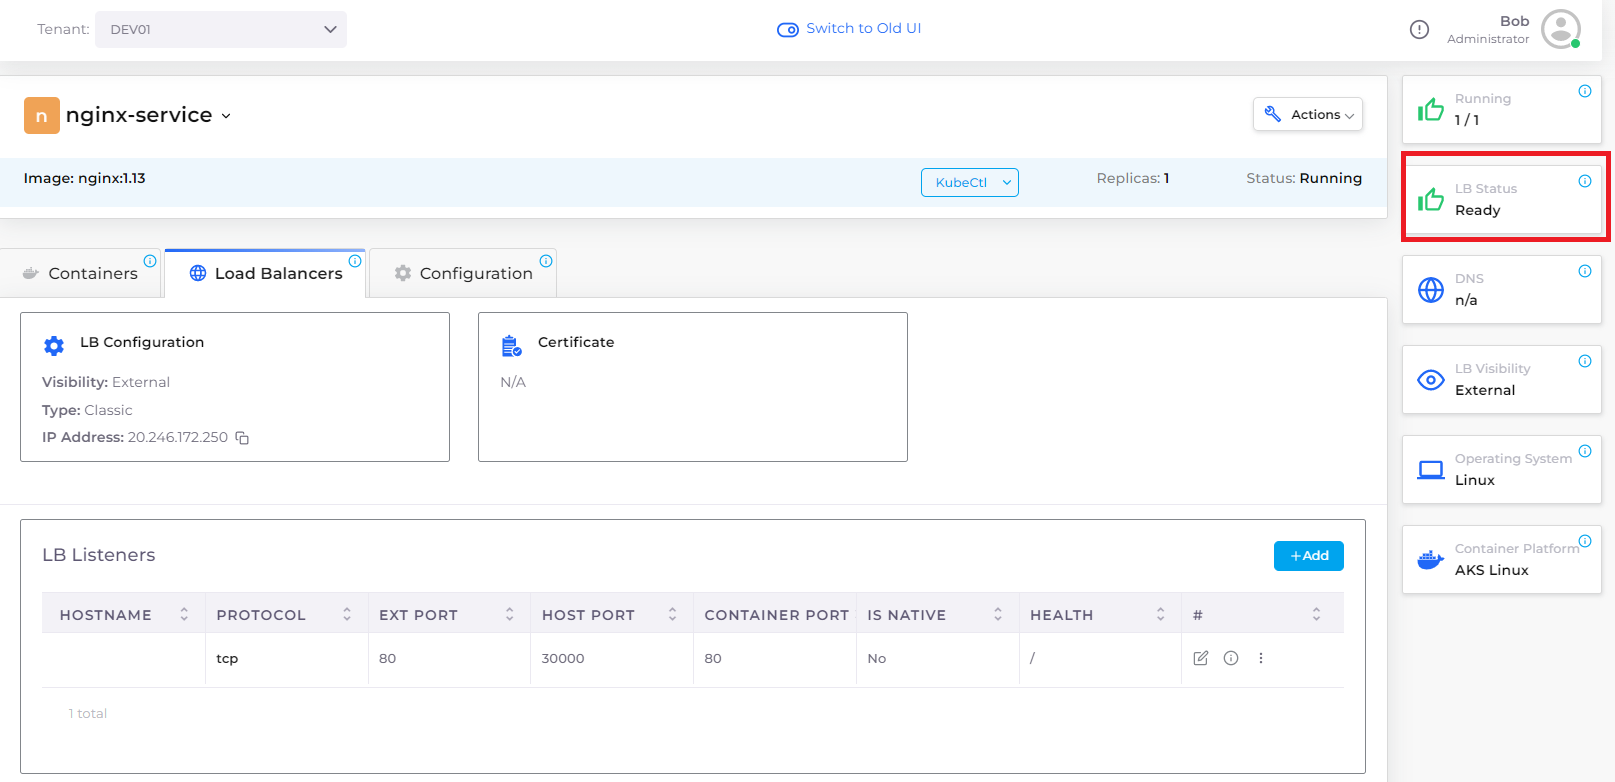 Tenant: DEV01
Switch to Old UI
Bob
Administrator
n nginx-service
Actions
Image: nginx:1.13
KubeCtl
Replicas: 1
Status: Running
Containers
Load Balancers
Configuration
LB Configuration
Visibility: External
Type: Classic
IP Address: 20.246.172.250
Certificate
N/A
LB Listeners
+Add
HOSTNAME PROTOCOL EXT PORT HOST PORT CONTAINER PORT IS NATIVE HEALTH #
tcp 80 30000 80 No /
1 total
Running
1 / 1
LB Status
Ready
DNS
n/a
LB Visibility
External
Operating System
Linux
Container Platform
AKS Linux